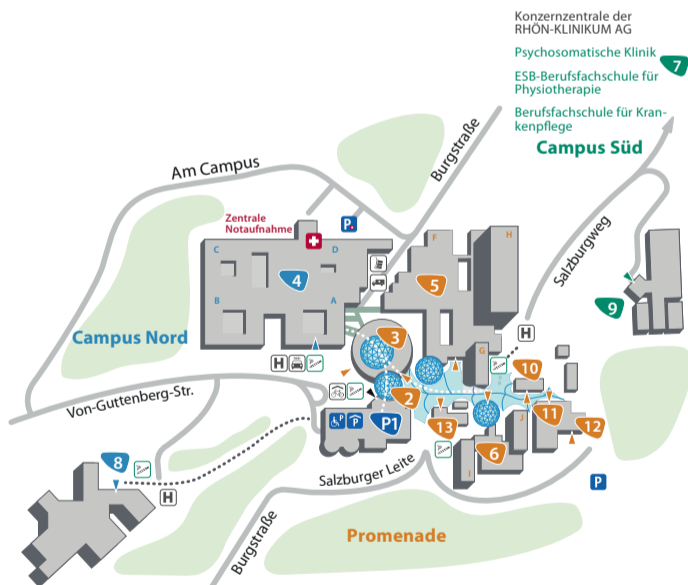 Konzernzentrale der
RHÖN-KLINIKUM AG
Psychosomatische Klinik
7
ESB-Berufsfachschule für
Physiotherapie
Berufsfachschule für Kran-
kenpflege
Campus Süd
Am Campus
Burgstraße
Zentrale
Notaufnahme
P
Salzburgweg
C
D
F
H
4
5
B
A
9
Campus Nord
3
H
G
H
10
Von-Guttenberg-Str.
2
P
P
P1
13
11
12
J
6
8
H
Salzburger Leite
I
P
Burgstraße
Promenade